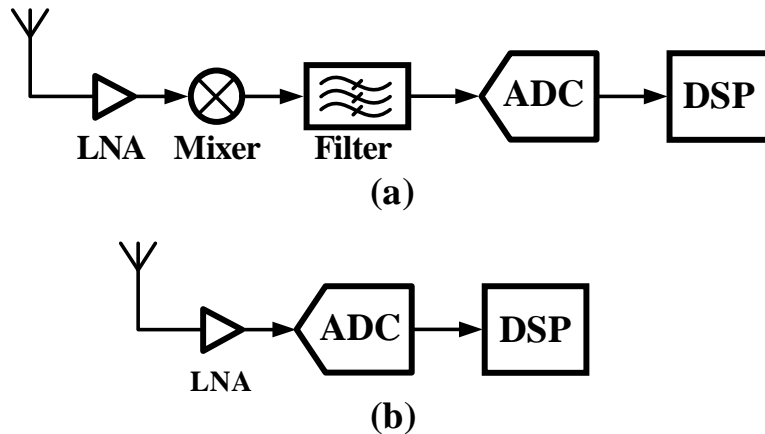 ADC
DSP
LNA
Mixer
Filter
(a)
ADC
DSP
LNA
(b)